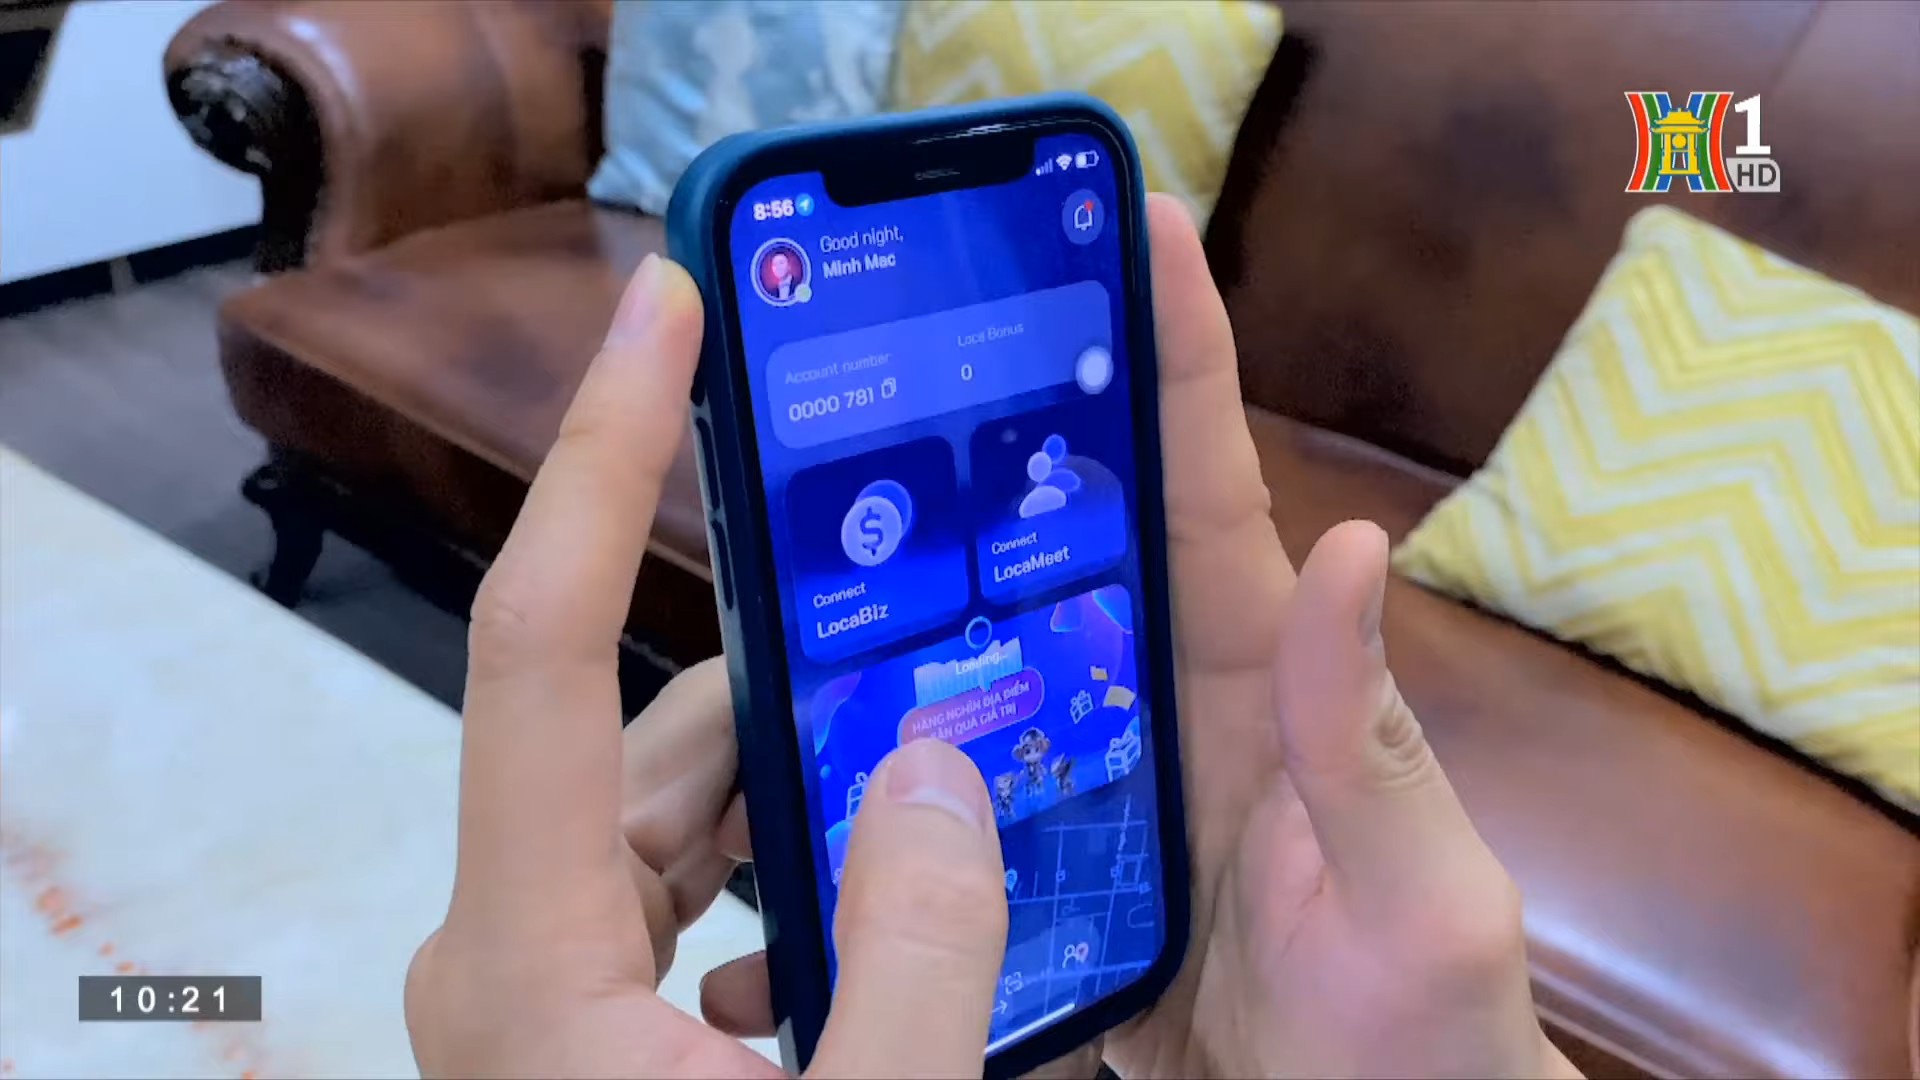 1
HD
8:56
Good night,
Minh Mac
Account number
0000 781
Loca Bonus
0
Connect
LocaBiz
Connect
LocaMeet
Loading...
HÀNG NGHÌN ĐỊA ĐIỂM
QUÀ GIÁ TRỊ
10:21